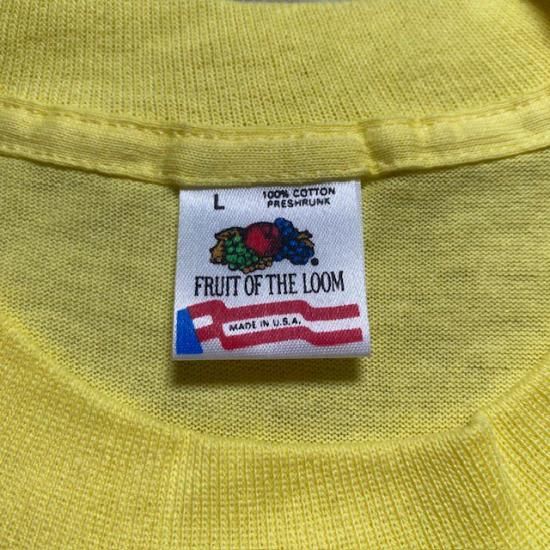 L
100% COTTON
PRESHRUNK
®
FRUIT OF THE LOOM
MADE IN U.S.A.